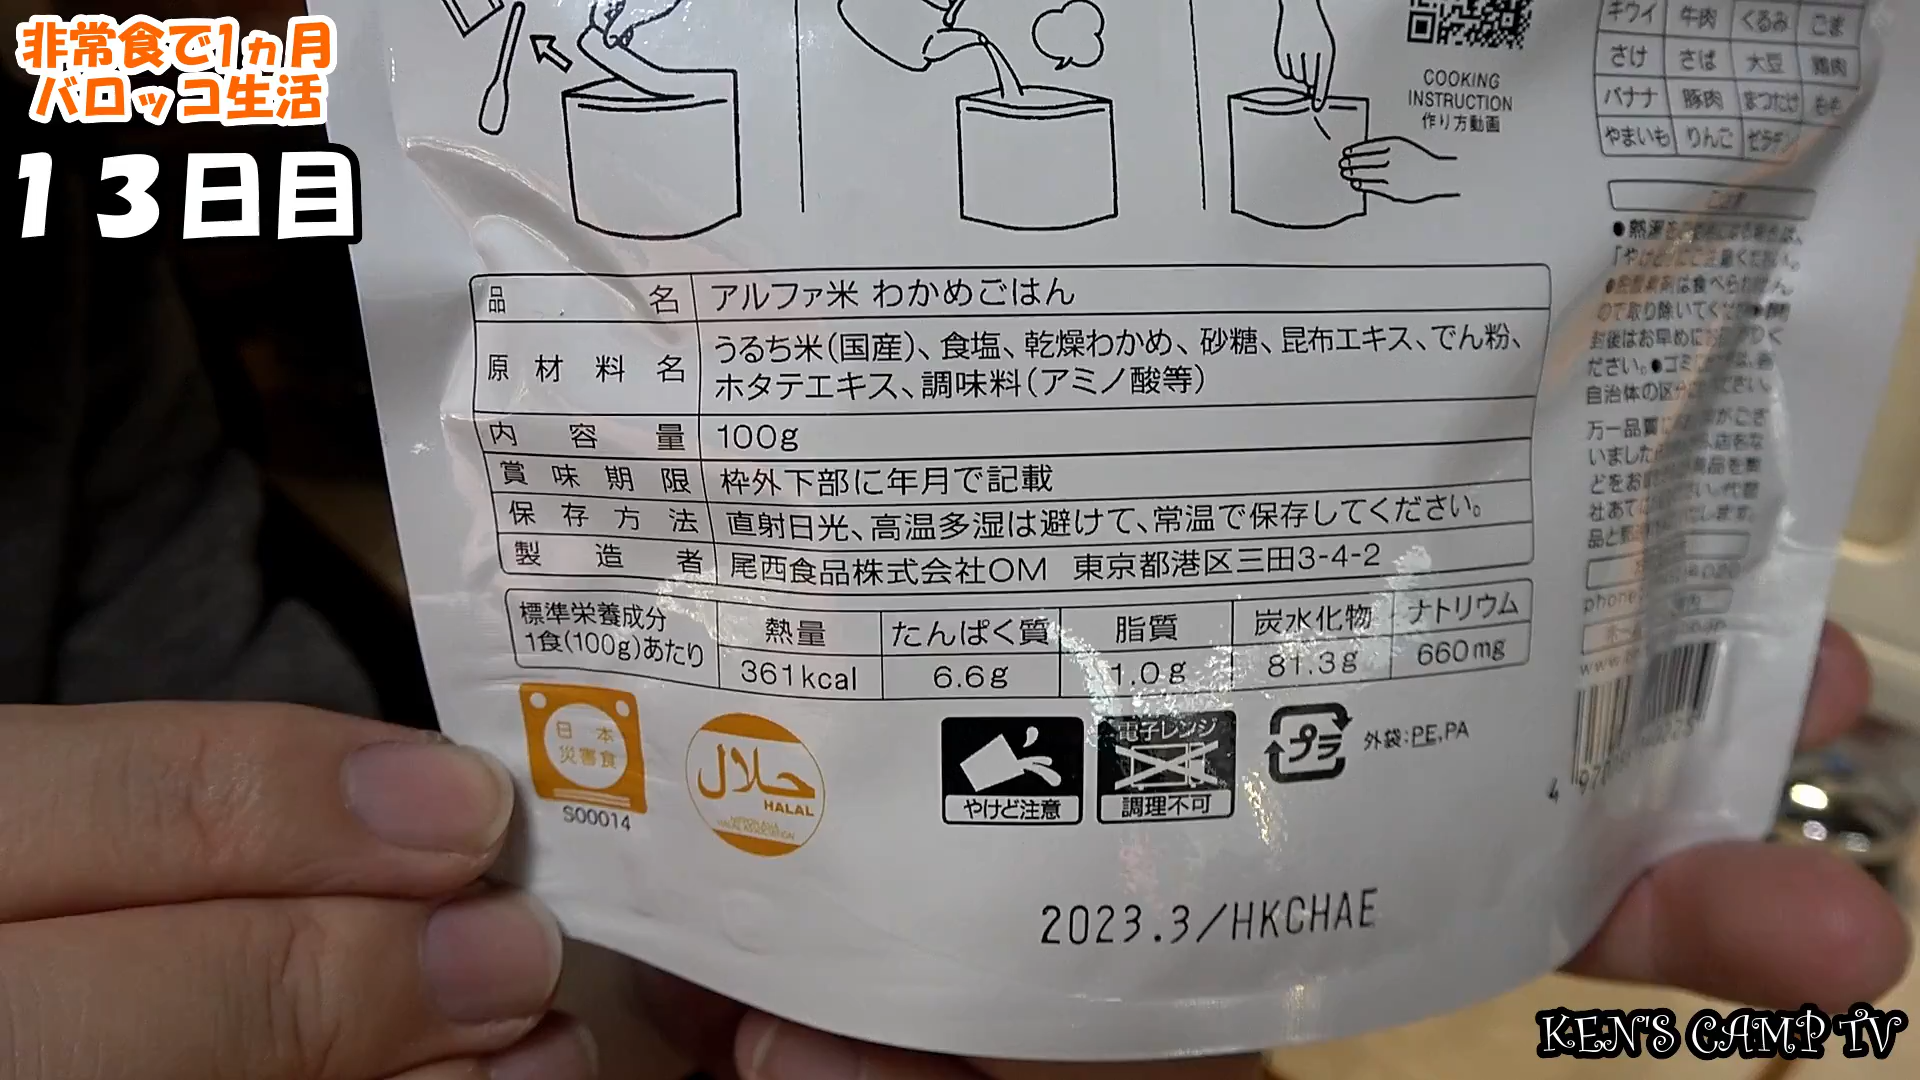 非常食で1ヵ月
バロッコ生活
13日目
COOKING
INSTRUCTION
作り方動画
キウイ 牛肉 くるみ ごま
さけ さば 大豆 鶏肉
バナナ 豚肉 まつたけ もも
やまいも りんご ゼラチン
品名 アルファ米 わかめごはん
原材料名 うるち米(国産)、食塩、乾燥わかめ、砂糖、昆布エキス、でん粉、
ホタテエキス、調味料(アミノ酸等)
内容量 100g
賞味期限 枠外下部に年月で記載
保存方法 直射日光、高温多湿は避けて、常温で保存してください。
製造者 尾西食品株式会社OM 東京都港区三田3-4-2
標準栄養成分
1食(100g)あたり
熱量 たんぱく質 脂質 炭水化物 ナトリウム
361kcal 6.6g 1.0g 81.3g 660mg
日本
災害食
S00014
حلال
HALAL
やけど注意
電子レンジ
調理不可
プラ
外袋:PE,PA
2023.3/HKCHAE
KEN'S CAMP TV